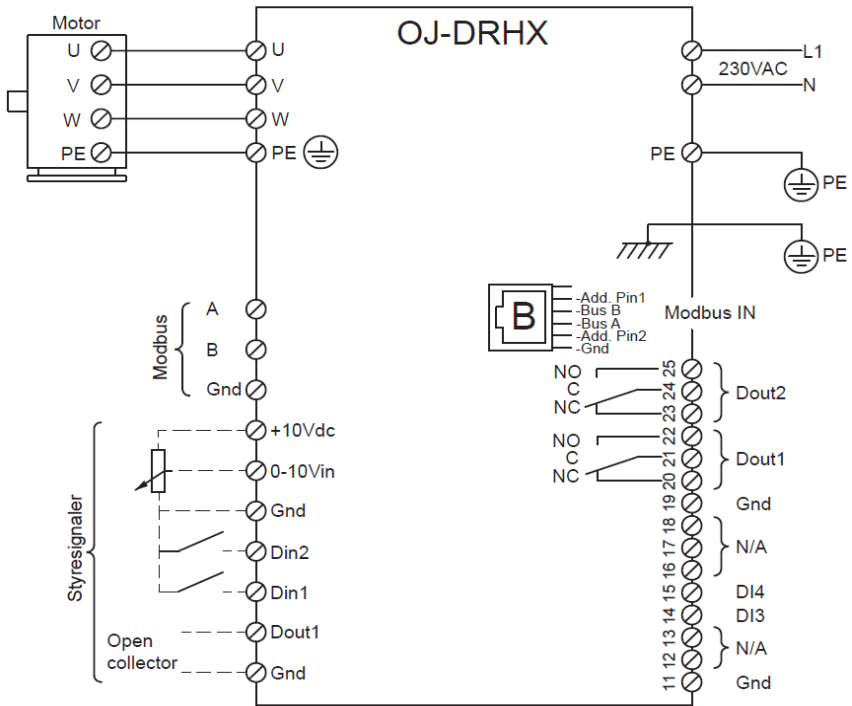 OJ-DRHX
Motor
U
V
W
PE
U
V
W
PE
L1
230VAC
N
PE
PE
PE
Modbus
A
B
Gnd
B
-Add. Pin1
-Bus B
-Bus A
-Add. Pin2
-Gnd
Modbus IN
Styresignaler
+10Vdc
0-10Vin
Gnd
Din2
Din1
Dout1
Gnd
Open
collector
NO
C
NC
25
24
23
Dout2
NO
C
NC
22
21
20
Dout1
19
Gnd
18
17
16
N/A
15
DI4
14
DI3
13
12
N/A
11
Gnd